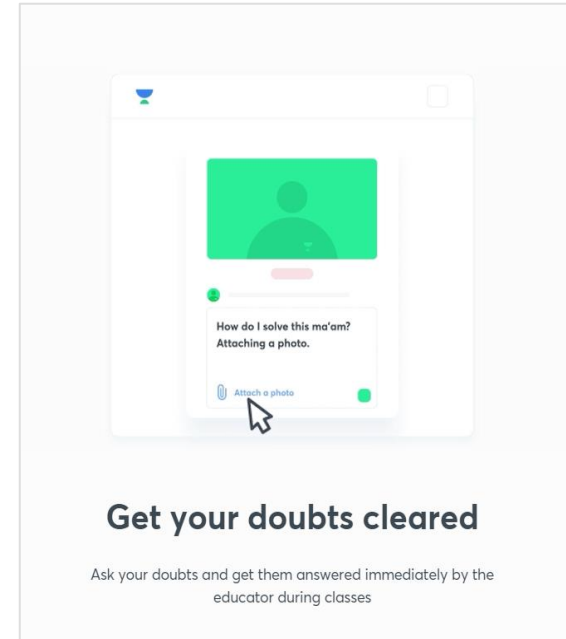 How do I solve this ma'am?
Attaching a photo.
Attach a photo
Get your doubts cleared
Ask your doubts and get them answered immediately by the
educator during classes